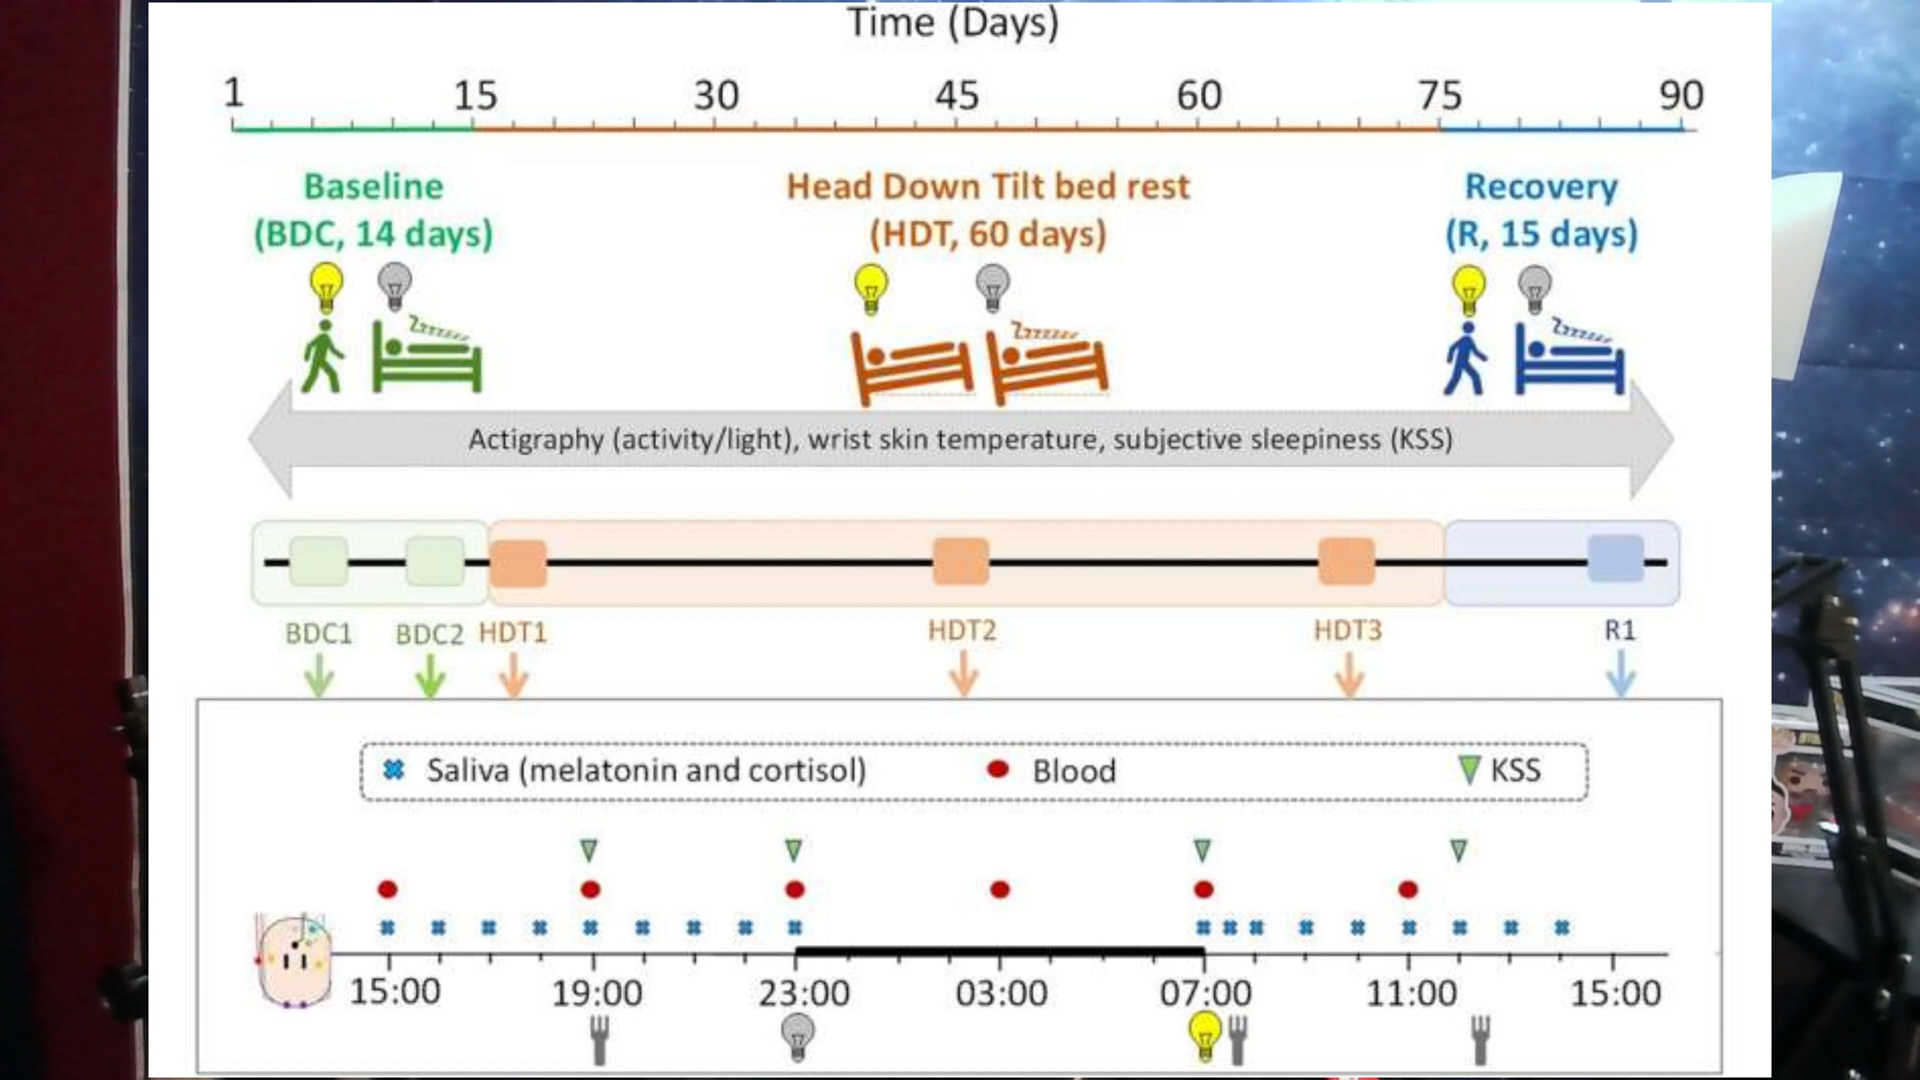 Time (Days)
1 15 30 45 60 75 90
Baseline
(BDC, 14 days)
Head Down Tilt bed rest
(HDT, 60 days)
Recovery
(R, 15 days)
Zzzzzzz
Zzzzzzz
Zzzzzzz
Actigraphy (activity/light), wrist skin temperature, subjective sleepiness (KSS)
BDC1 BDC2 HDT1 HDT2 HDT3 R1
Saliva (melatonin and cortisol) Blood KSS
15:00 19:00 23:00 03:00 07:00 11:00 15:00